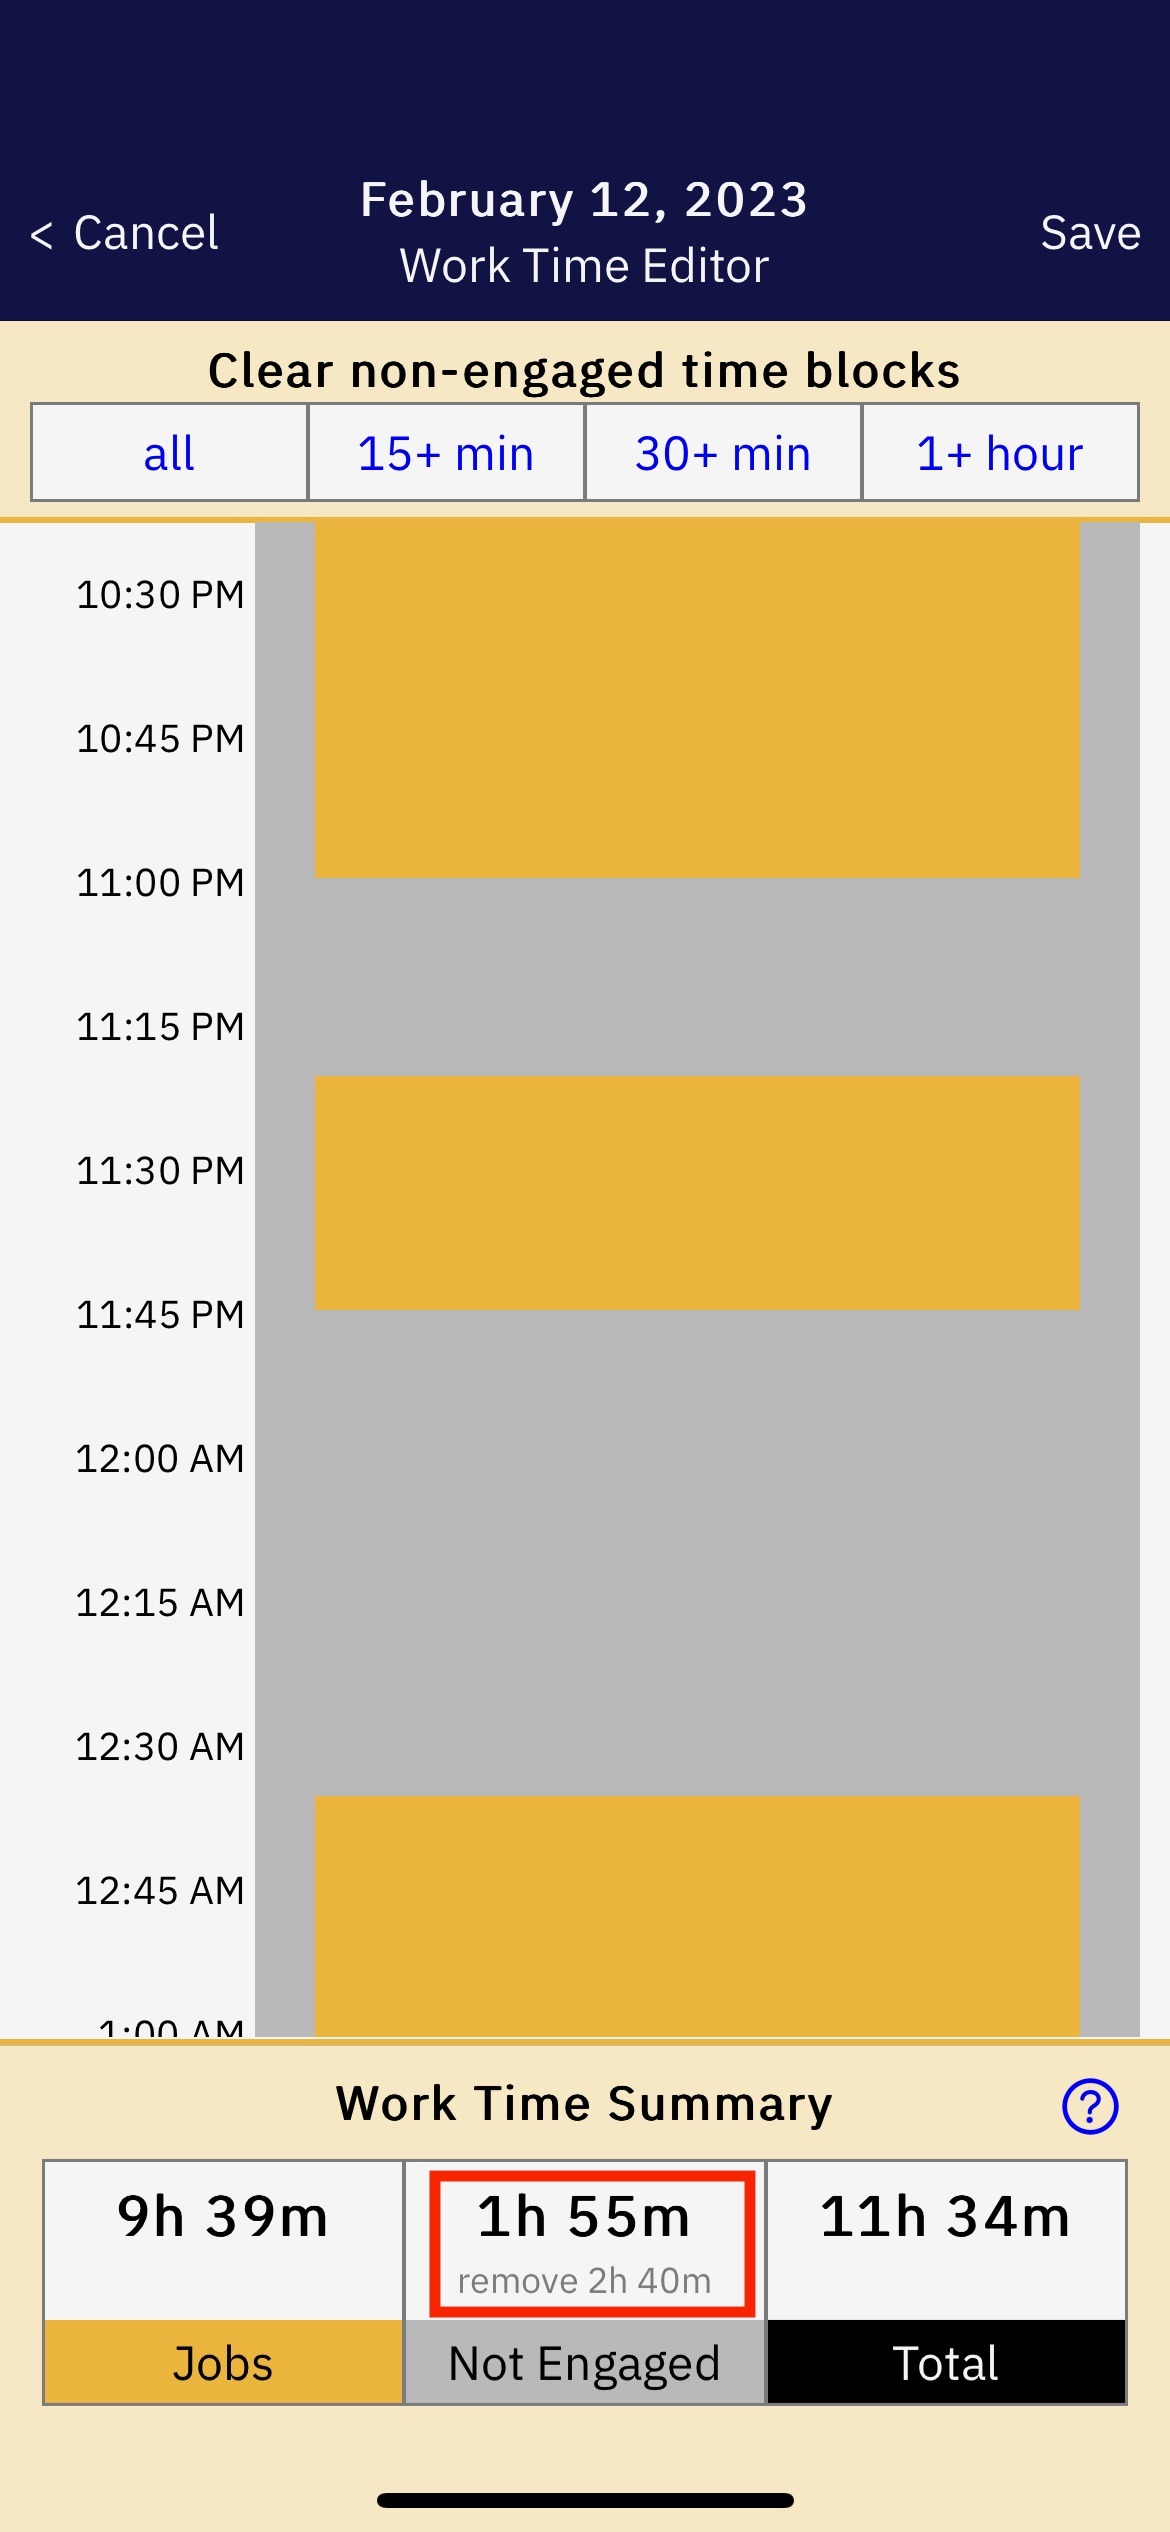 February 12, 2023
< Cancel
Work Time Editor
Save
Clear non-engaged time blocks
all
15+ min
30+ min
1+ hour
10:30 PM
10:45 PM
11:00 PM
11:15 PM
11:30 PM
11:45 PM
12:00 AM
12:15 AM
12:30 AM
12:45 AM
1:00 AM
Work Time Summary
?
9h 39m
1h 55m
11h 34m
remove 2h 40m
Jobs
Not Engaged
Total